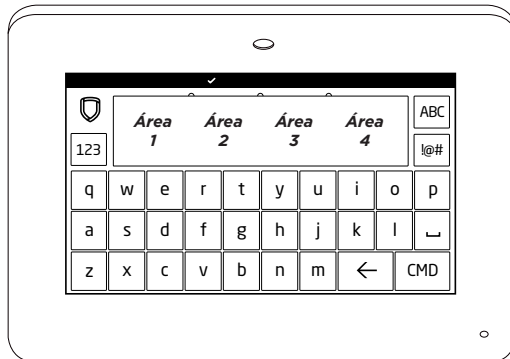 ABC
Área Área Área Área
1 2 3 4
123 !@#
q w e r t y u i o p
a s d f g h j k l
z x c v b n m ← CMD